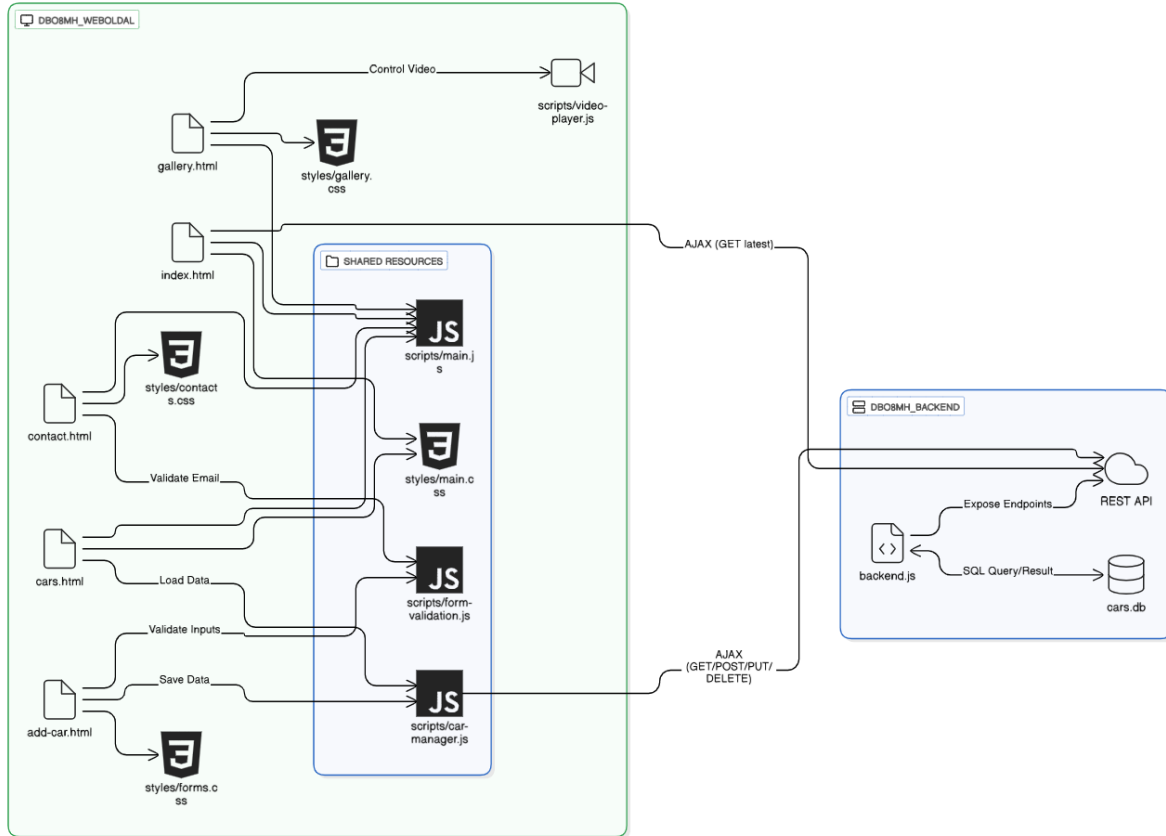 DBO8MH_WEBOLDAL
Control Video
scripts/video-
player.js
gallery.html
styles/gallery.
css
index.html
AJAX (GET latest)
SHARED RESOURCES
JS
scripts/main.j
s
styles/contact
s.css
contact.html
DBO8MH_BACKEND
styles/main.c
ss
Validate Email
REST API
Expose Endpoints
backend.js
SQL Query/Result
cars.db
cars.html
Load Data
JS
scripts/form-
validation.js
Validate Inputs
AJAX
(GET/POST/PUT/
DELETE)
Save Data
JS
scripts/car-
manager.js
add-car.html
styles/forms.c
ss